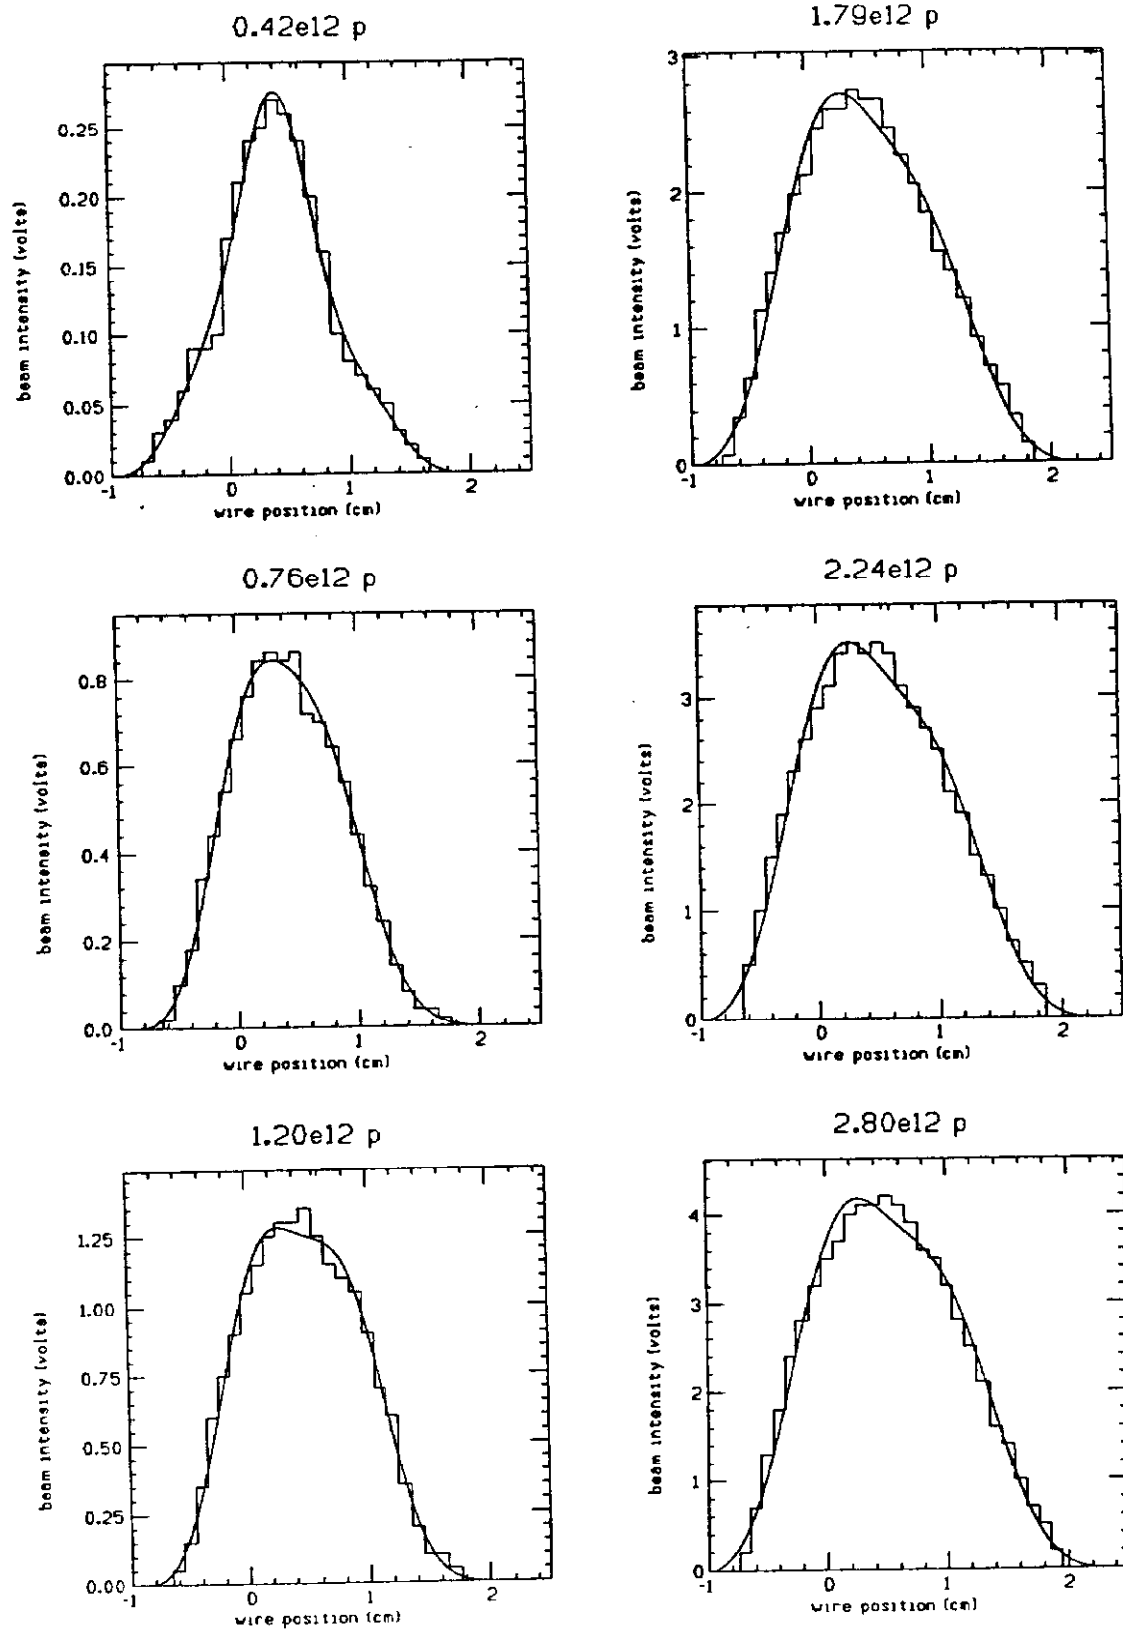 0.42e12 p
0.25
0.20
0.15
0.10
0.05
0.00
beam intensity (volts)
-1 0 1 2
wire position (cm)
1.79e12 p
3
2
1
0
beam intensity (volts)
-1 0 1 2
wire position (cm)
0.76e12 p
0.8
0.6
0.4
0.2
0.0
beam intensity (volts)
-1 0 1 2
wire position (cm)
2.24e12 p
3
2
1
0
beam intensity (volts)
-1 0 1 2
wire position (cm)
1.20e12 p
1.25
1.00
0.75
0.50
0.25
0.00
beam intensity (volts)
-1 0 1 2
wire position (cm)
2.80e12 p
4
3
2
1
0
beam intensity (volts)
-1 0 1 2
wire position (cm)